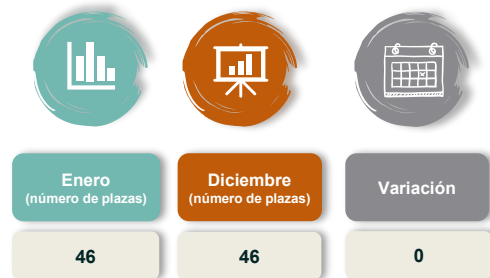 Enero
(número de plazas)
Diciembre
(número de plazas)
Variación
46
46
0